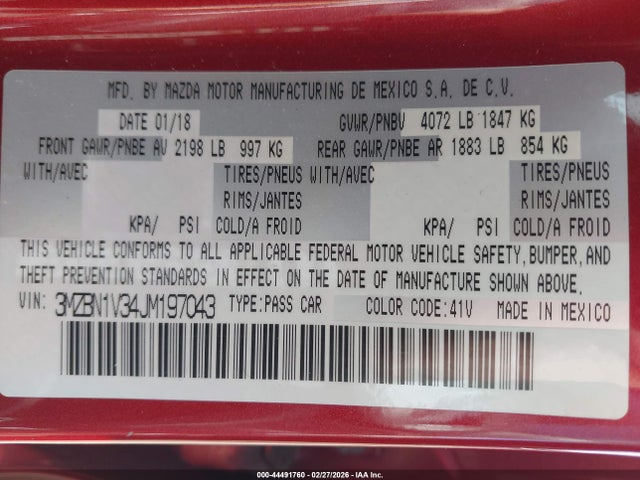 MFD. BY MAZDA MOTOR MANUFACTURING DE MEXICO S.A. DE C.V.
DATE 01/18 GVWR/PNBV 4072 LB 1847 KG
FRONT GAWR/PNBE AV 2198 LB 997 KG REAR GAWR/PNBE AR 1883 LB 854 KG
WITH/AVEC TIRES/PNEUS WITH/AVEC TIRES/PNEUS
RIMS/JANTES RIMS/JANTES
KPA/ PSI COLD/A FROID KPA/ PSI COLD/A FROID
THIS VEHICLE CONFORMS TO ALL APPLICABLE FEDERAL MOTOR VEHICLE SAFETY, BUMPER, AND
THEFT PREVENTION STANDARDS IN EFFECT ON THE DATE OF MANUFACTURE SHOWN ABOVE.
VIN: 3MZBN1V34JM197043 TYPE:PASS CAR COLOR CODE:41V MADE IN MEXICO
000-44491760 - 02/27/2026 - IAA Inc.